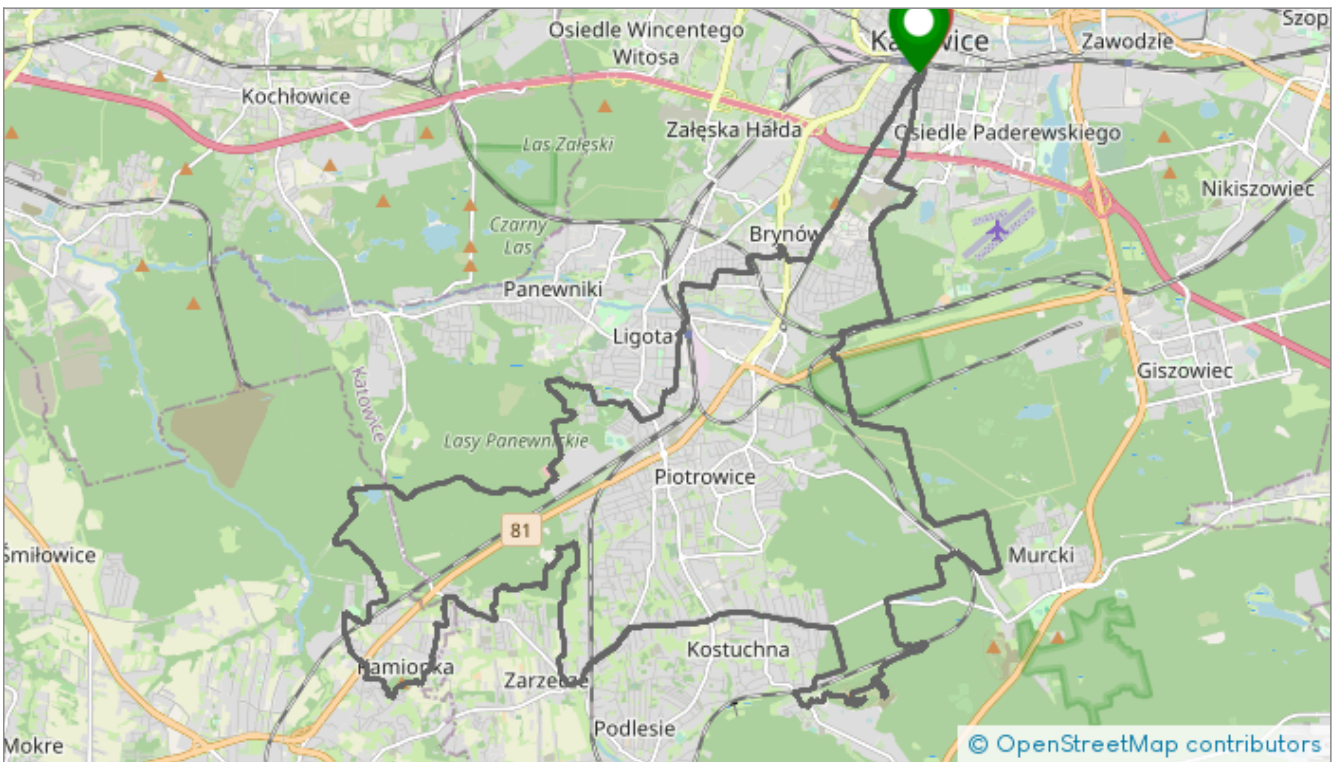 Szop
Osiedle Wincentego
Witosa
Zawodzie
Kochłowice
Załęska Hałda
Osiedle Paderewskiego
Las Załęski
Nikiszowiec
Czarny
Las
Brynów
Panewniki
Ligota
Giszowiec
Katowice
Lasy Panewnickie
Piotrowice
81
Śmiłowice
Murcki
Kostuchna
Kamionka
Zarzecze
Podlesie
Mokre
© OpenStreetMap contributors